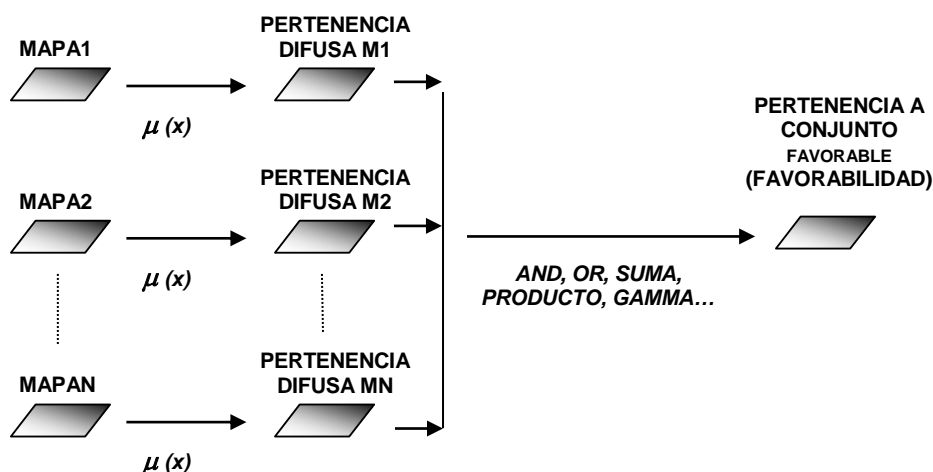 MAPA1
μ (x)
PERTENENCIA
DIFUSA M1
MAPA2
μ (x)
PERTENENCIA
DIFUSA M2
MAPAN
μ (x)
PERTENENCIA
DIFUSA MN
AND, OR, SUMA,
PRODUCTO, GAMMA…
PERTENENCIA A
CONJUNTO
FAVORABLE
(FAVORABILIDAD)